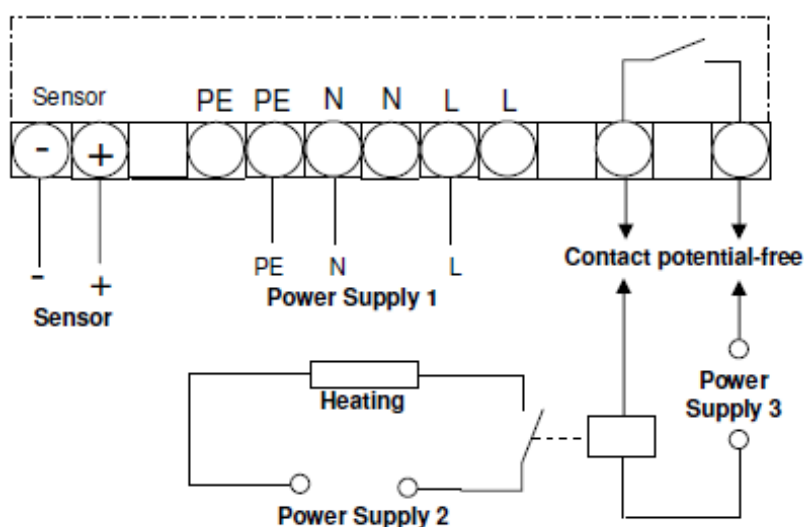 Sensor PE PE N N L L
- +
- + PE N L
Sensor
Power Supply 1
Contact potential-free
Heating
Power
Supply 3
Power Supply 2